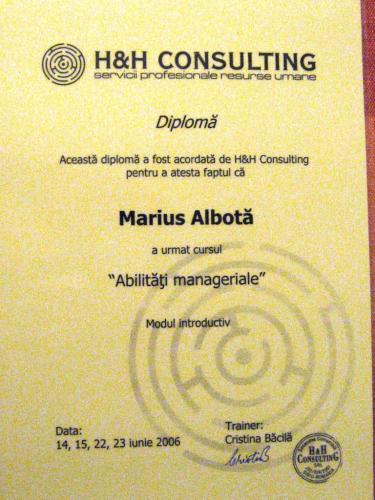 H&H CONSULTING
servicii profesionale resurse umane
Diplomă
Această diplomă a fost acordată de H&H Consulting
pentru a atesta faptul că
Marius Albotă
a urmat cursul
"Abilităţi manageriale"
Modul introductiv
Data:
14, 15, 22, 23 iunie 2006
Trainer:
Cristina Băcilă
H&H
CONSULTING